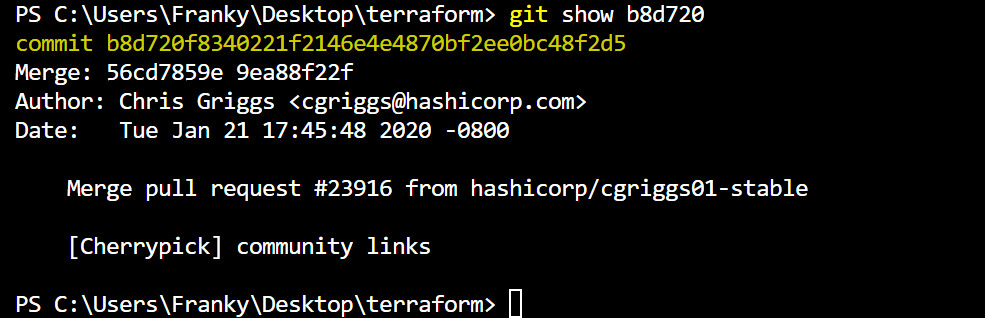 PS C:\Users\Franky\Desktop\terraform> git show b8d720
commit b8d720f8340221f2146e4e4870bf2ee0bc48f2d5
Merge: 56cd7859e 9ea88f22f
Author: Chris Griggs <cgriggs@hashicorp.com>
Date:   Tue Jan 21 17:45:48 2020 -0800
    Merge pull request #23916 from hashicorp/cgriggs01-stable
    [Cherrypick] community links
PS C:\Users\Franky\Desktop\terraform>